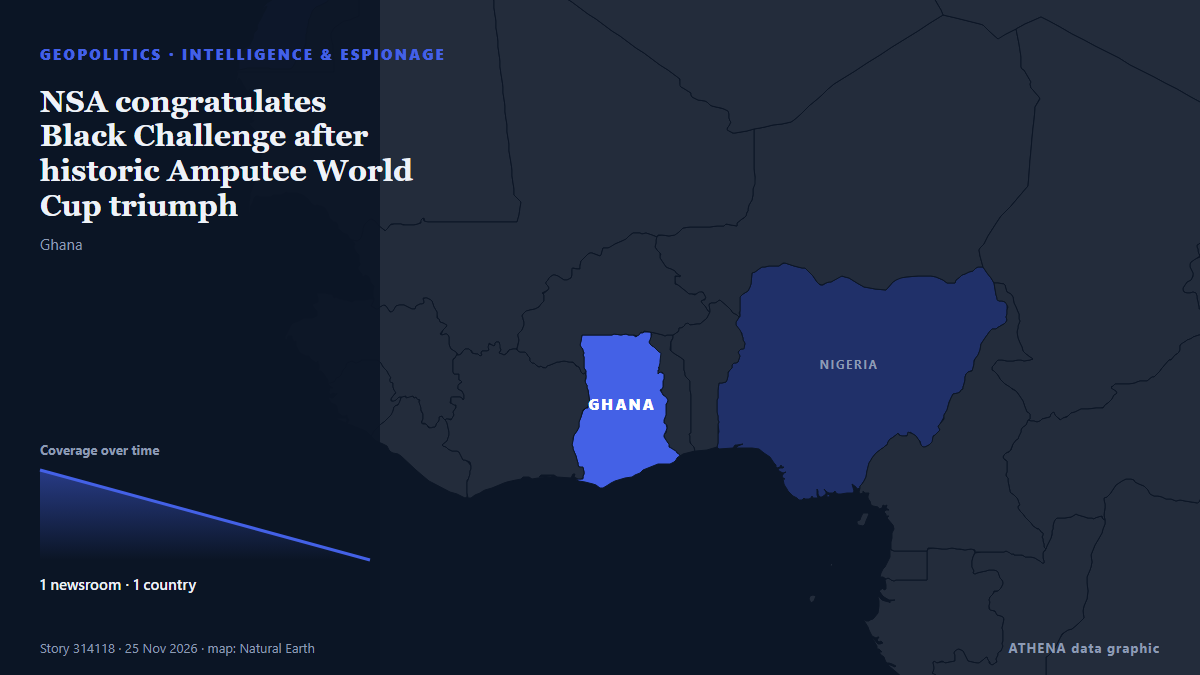 GEOPOLITICS · INTELLIGENCE & ESPIONAGE
NSA congratulates
Black Challenge after
historic Amputee World
Cup triumph
Ghana
GHANA
NIGERIA
Coverage over time
1 newsroom · 1 country
Story 314118 · 25 Nov 2026 · map: Natural Earth
ATHENA data graphic